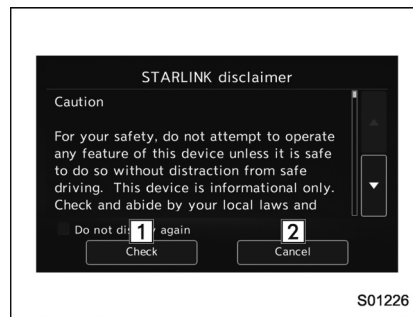 STARLINK disclaimer
Caution
For your safety, do not attempt to operate
any feature of this device unless it is safe
to do so without distraction from safe
driving. This device is informational only.
Check and abide by your local laws and
Do not again
1 2
Check Cancel
S01226